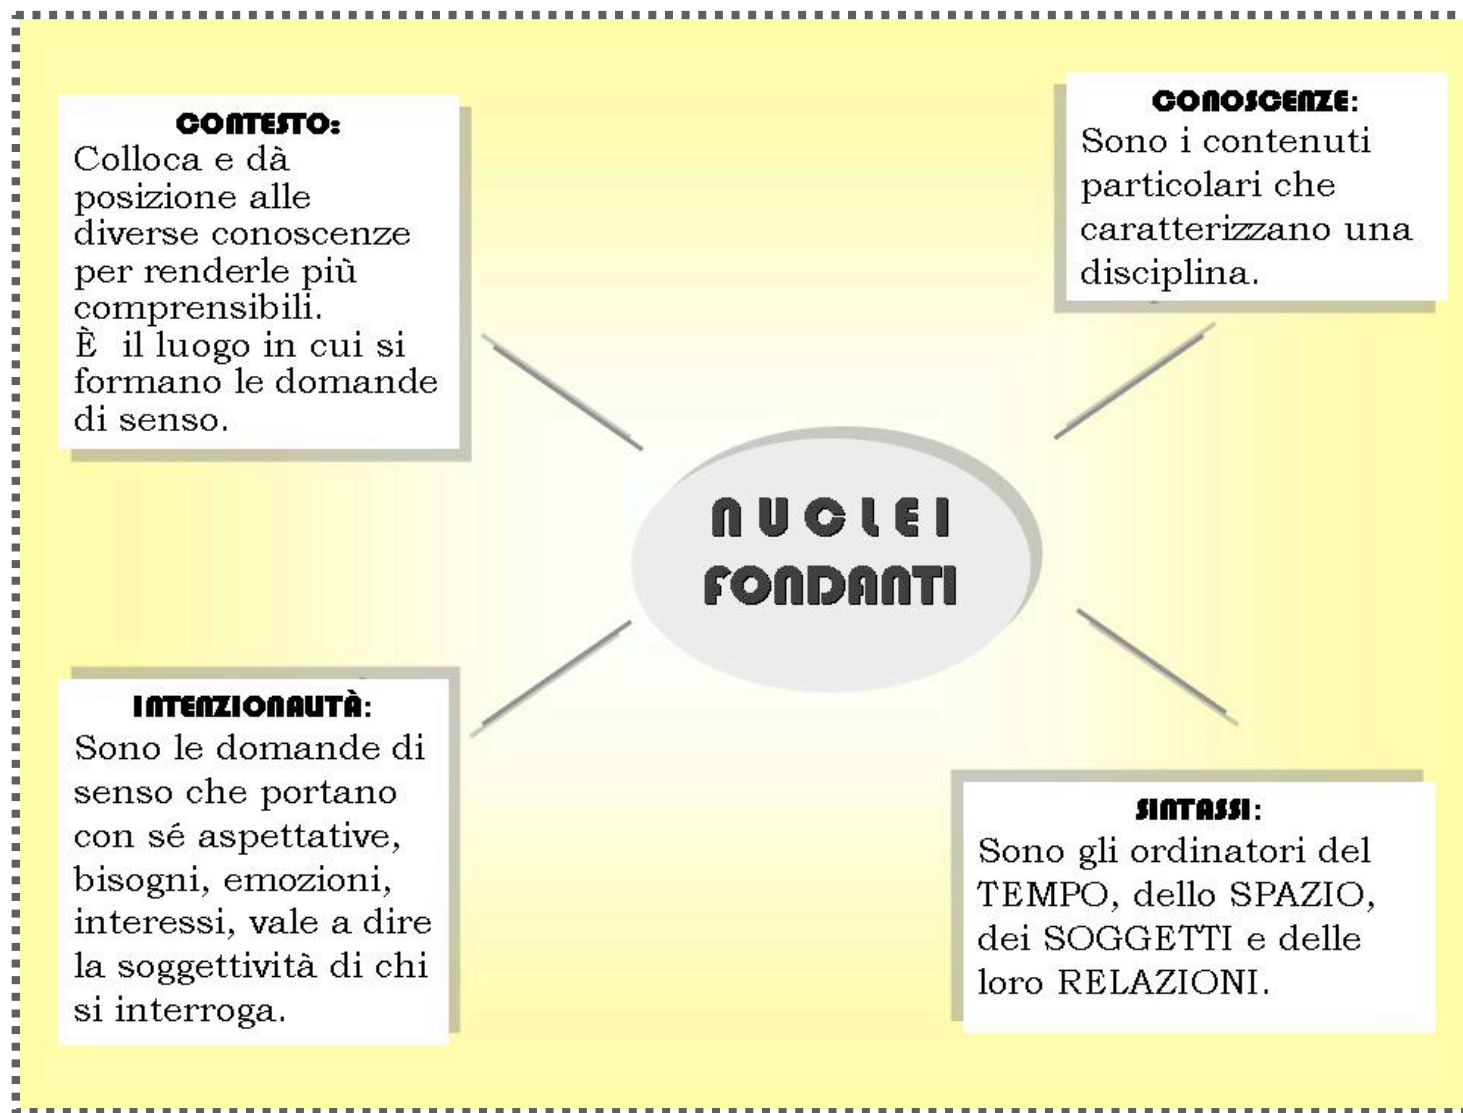 CONTESTO:
Colloca e dà
posizione alle
diverse conoscenze
per renderle più
comprensibili.
È il luogo in cui si
formano le domande
di senso.
CONOSCENZE:
Sono i contenuti
particolari che
caratterizzano una
disciplina.
NUCLEI
FONDANTI
INTENZIONALITÀ:
Sono le domande di
senso che portano
con sé aspettative,
bisogni, emozioni,
interessi, vale a dire
la soggettività di chi
si interroga.
SINTASSI:
Sono gli ordinatori del
TEMPO, dello SPAZIO,
dei SOGGETTI e delle
loro RELAZIONI.